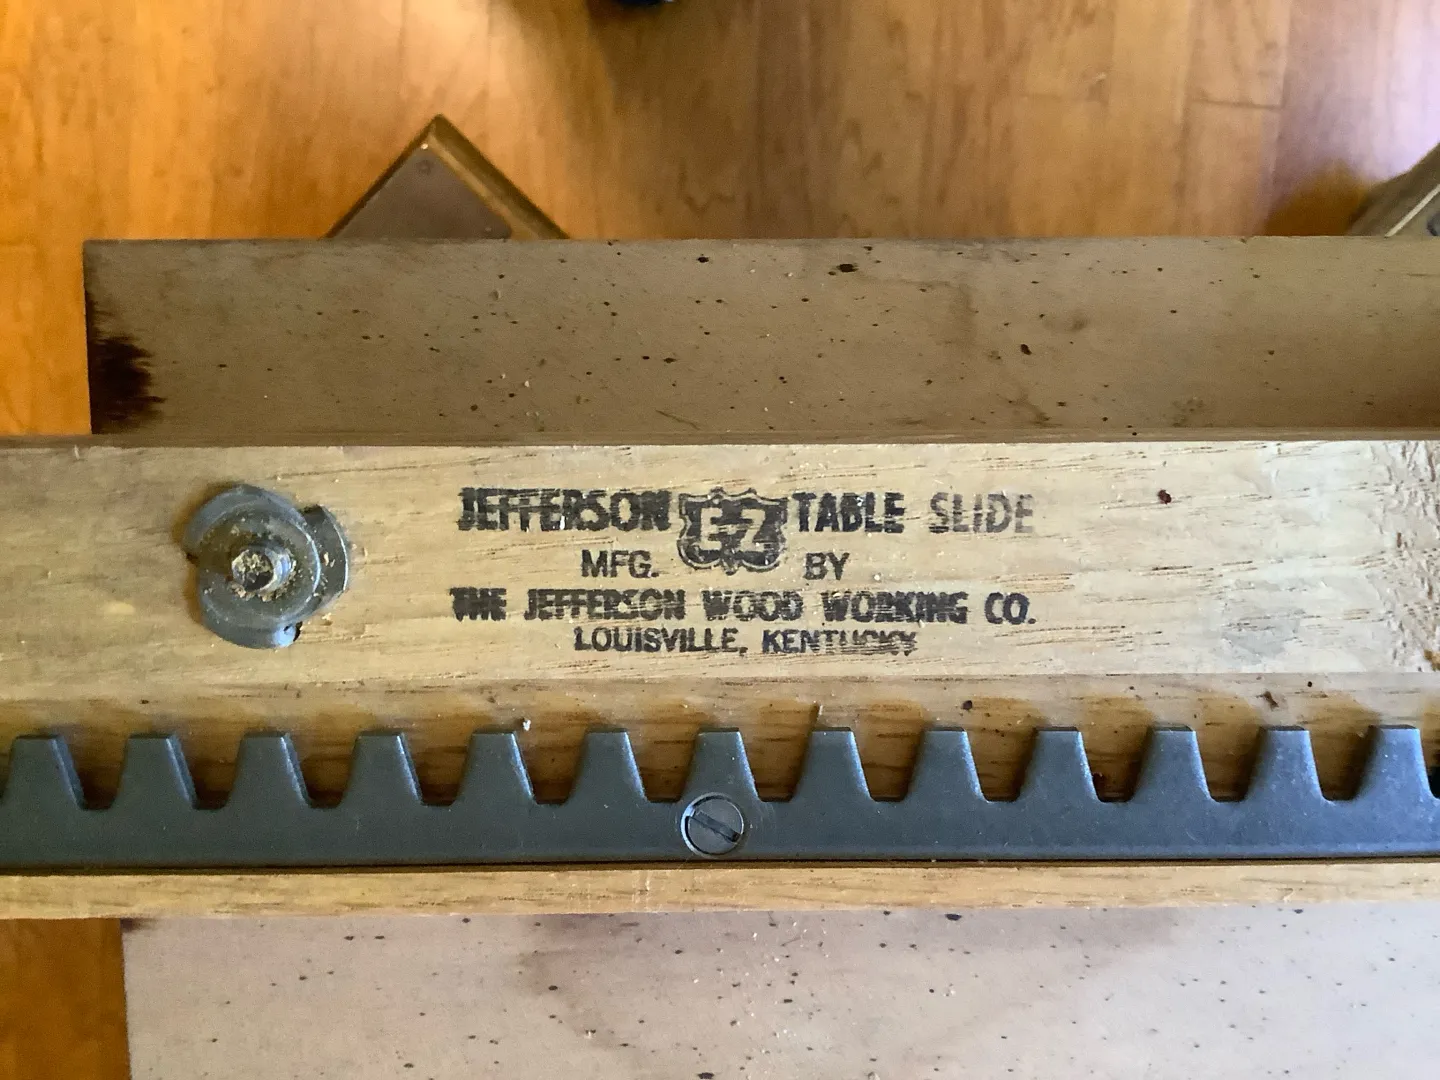 JEFFERSON E-Z TABLE SLIDE
MFG. BY
THE JEFFERSON WOOD WORKING CO.
LOUISVILLE, KENTUCKY